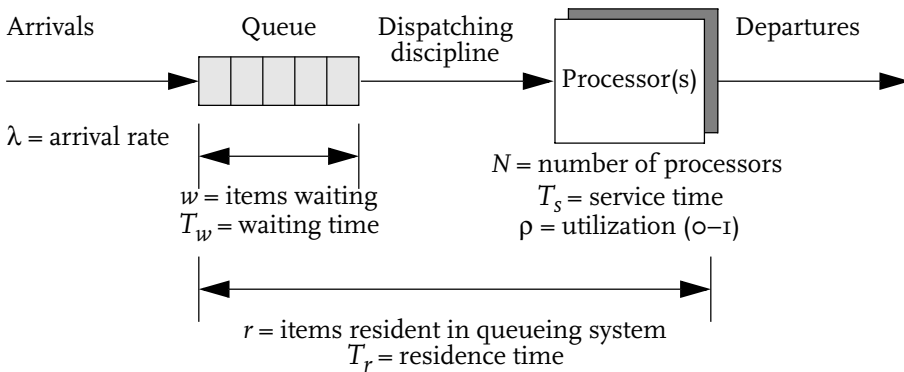 Arrivals
Queue
Dispatching
discipline
Processor(s)
Departures
λ = arrival rate
w = items waiting
T_w = waiting time
N = number of processors
T_s = service time
ρ = utilization (0–1)
r = items resident in queueing system
T_r = residence time